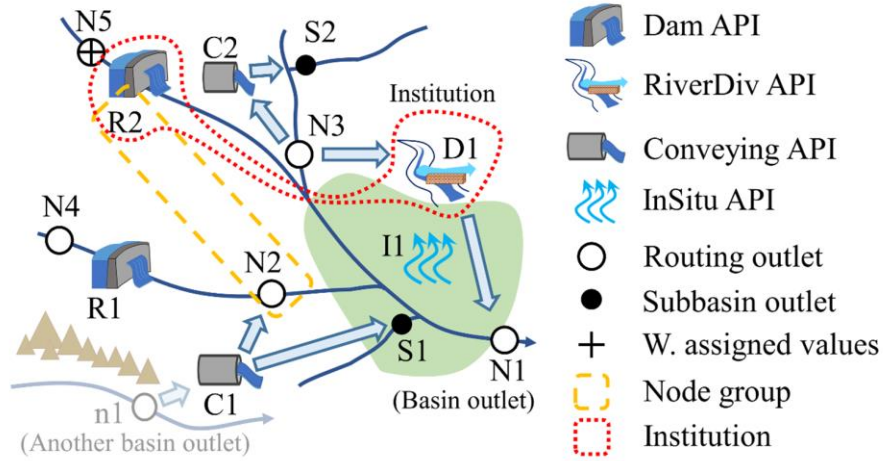 N5
C2
S2
Dam API
R2
Institution
RiverDiv API
N3
D1
Conveying API
N4
I1
InSitu API
N2
Routing outlet
R1
Subbasin outlet
S1
W. assigned values
C1
N1
n1
(Basin outlet)
Node group
(Another basin outlet)
Institution